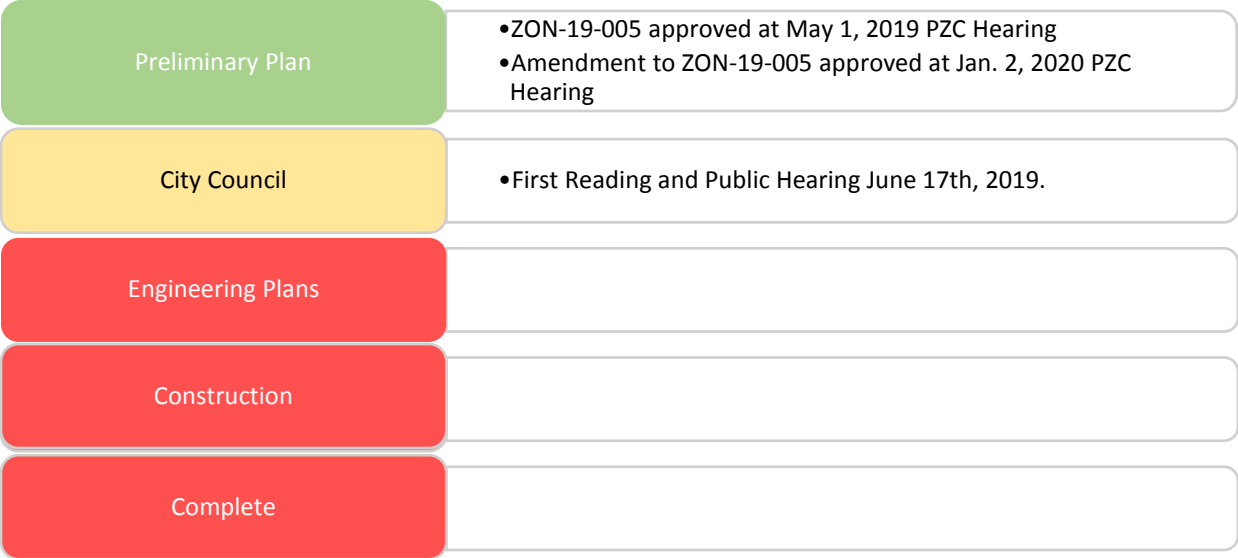 Preliminary Plan
•ZON-19-005 approved at May 1, 2019 PZC Hearing
•Amendment to ZON-19-005 approved at Jan. 2, 2020 PZC
Hearing
City Council
•First Reading and Public Hearing June 17th, 2019.
Engineering Plans
Construction
Complete